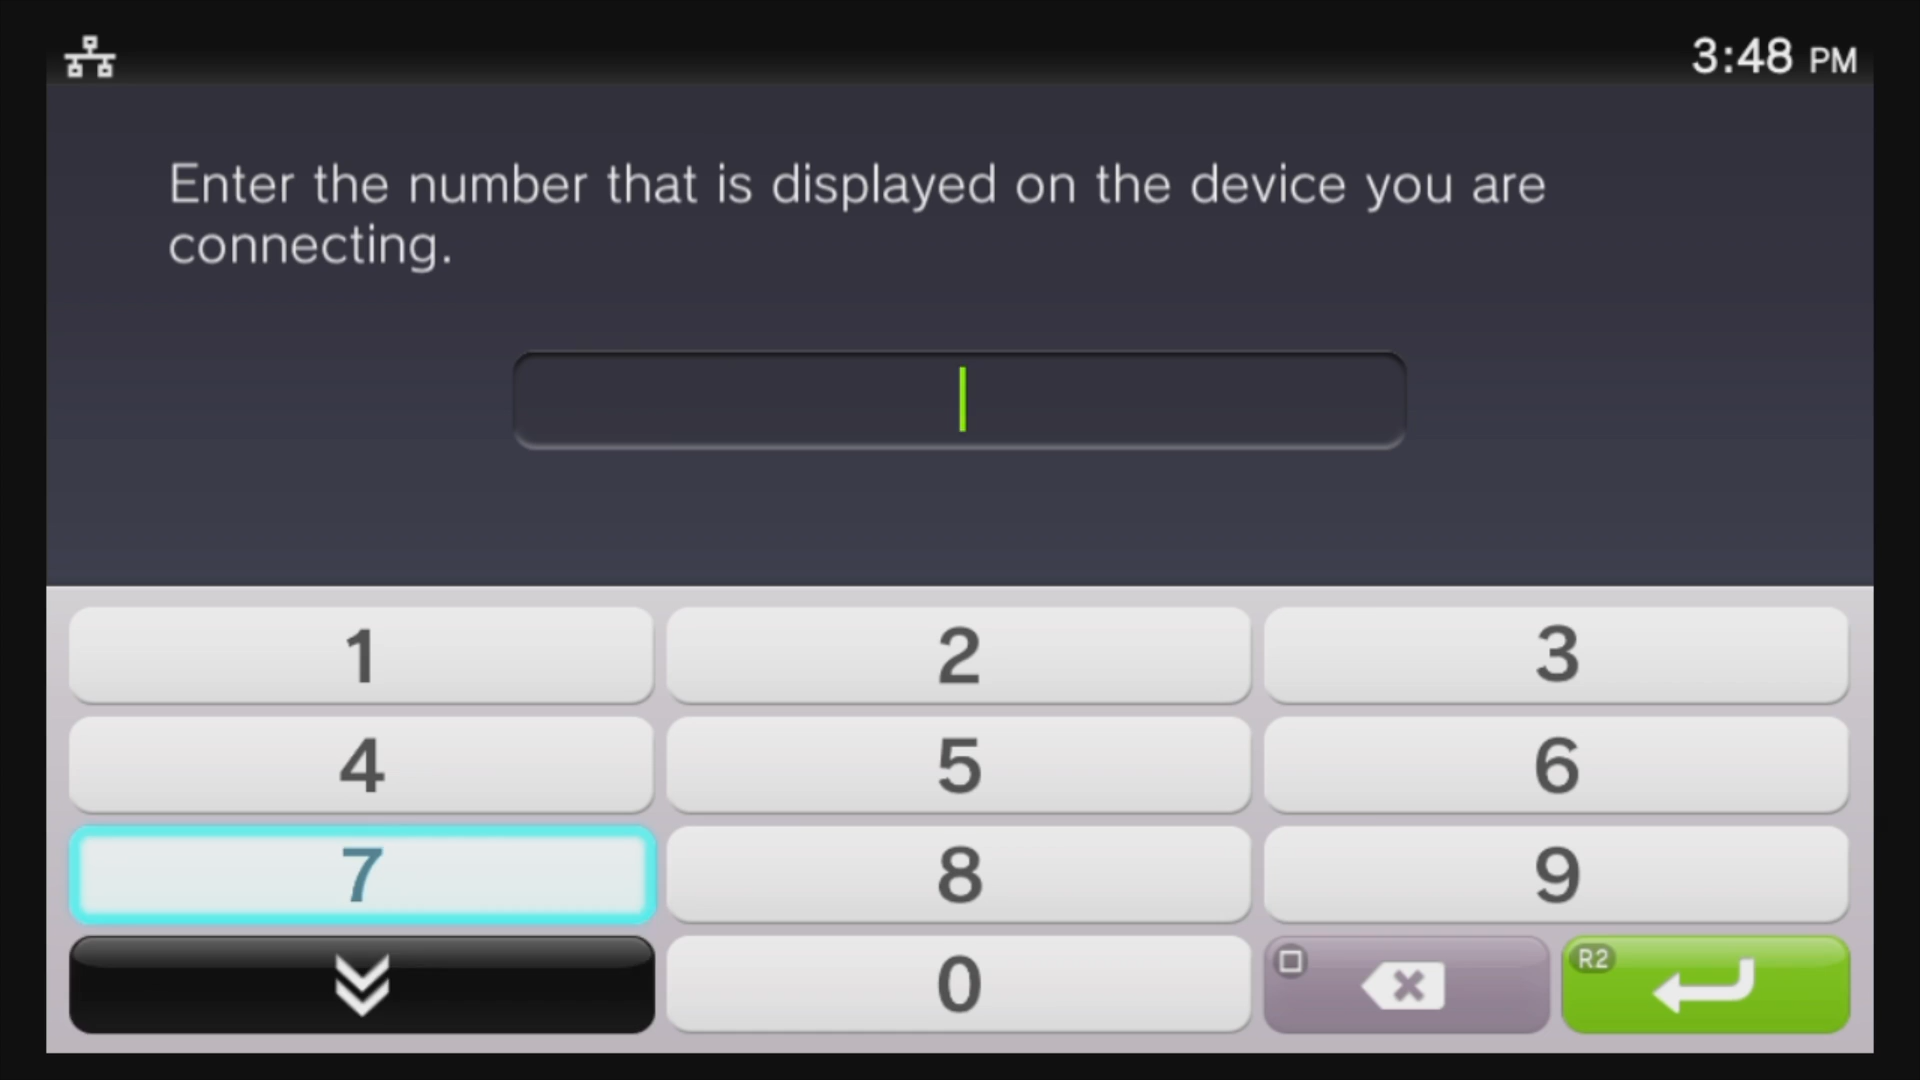 3:48 PM
Enter the number that is displayed on the device you are
connecting.
1 2 3
4 5 6
7 8 9
0 R2